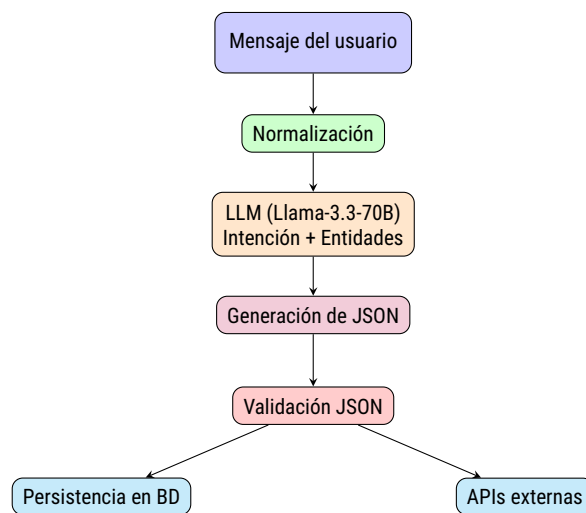 Mensaje del usuario
Normalización
LLM (Llama-3.3-70B)
Intención + Entidades
Generación de JSON
Validación JSON
Persistencia en BD
APIs externas